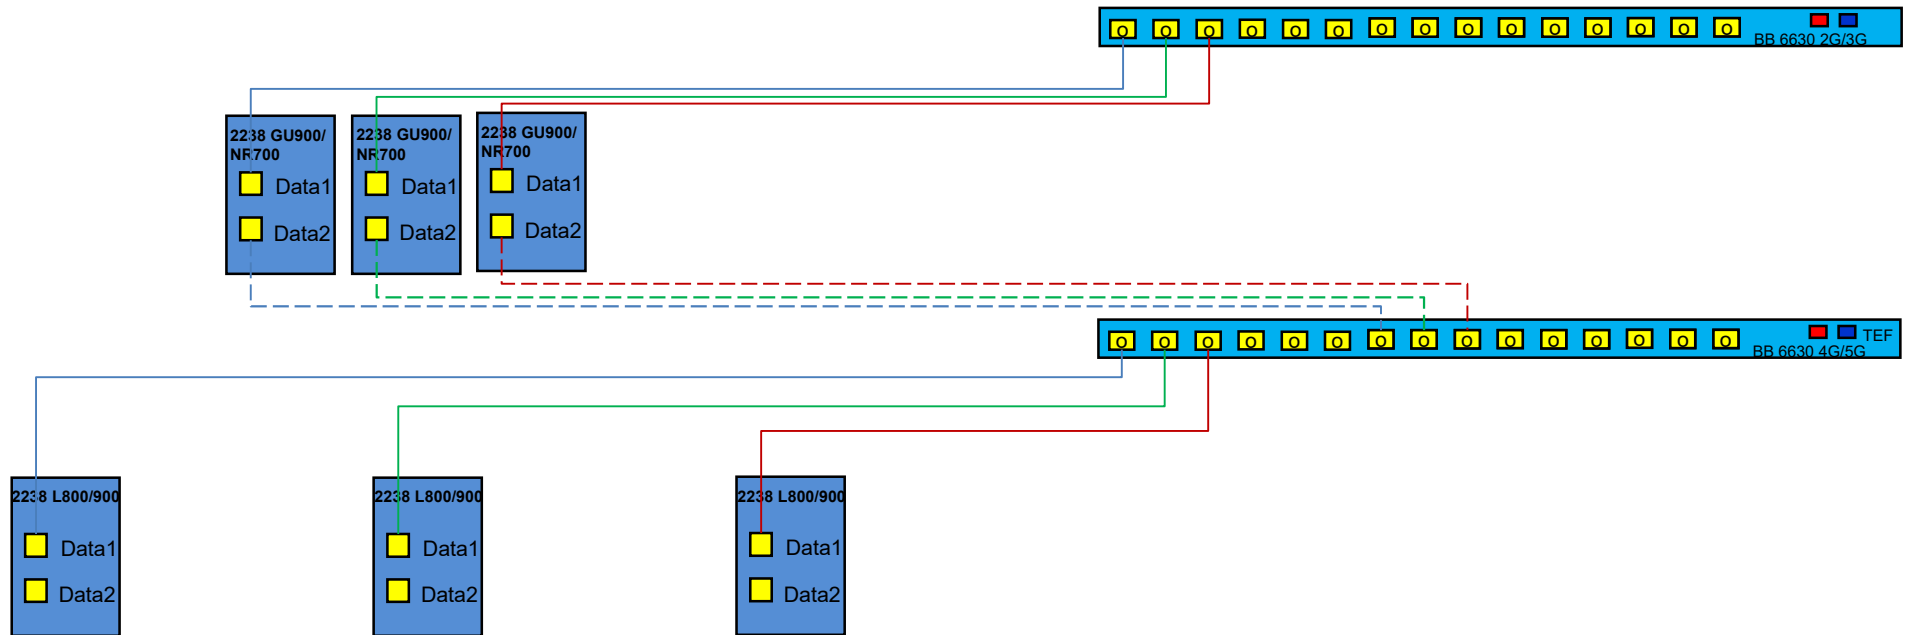 O O O O O O O O O O O O O O O
BB 6630 2G/3G
2238 GU900/
NR700
Data1
Data2
2238 GU900/
NR700
Data1
Data2
2238 GU900/
NR700
Data1
Data2
O O O O O O O O O O O O O O O
TEF
BB 6630 4G/5G
2238 L800/900
Data1
Data2
2238 L800/900
Data1
Data2
2238 L800/900
Data1
Data2